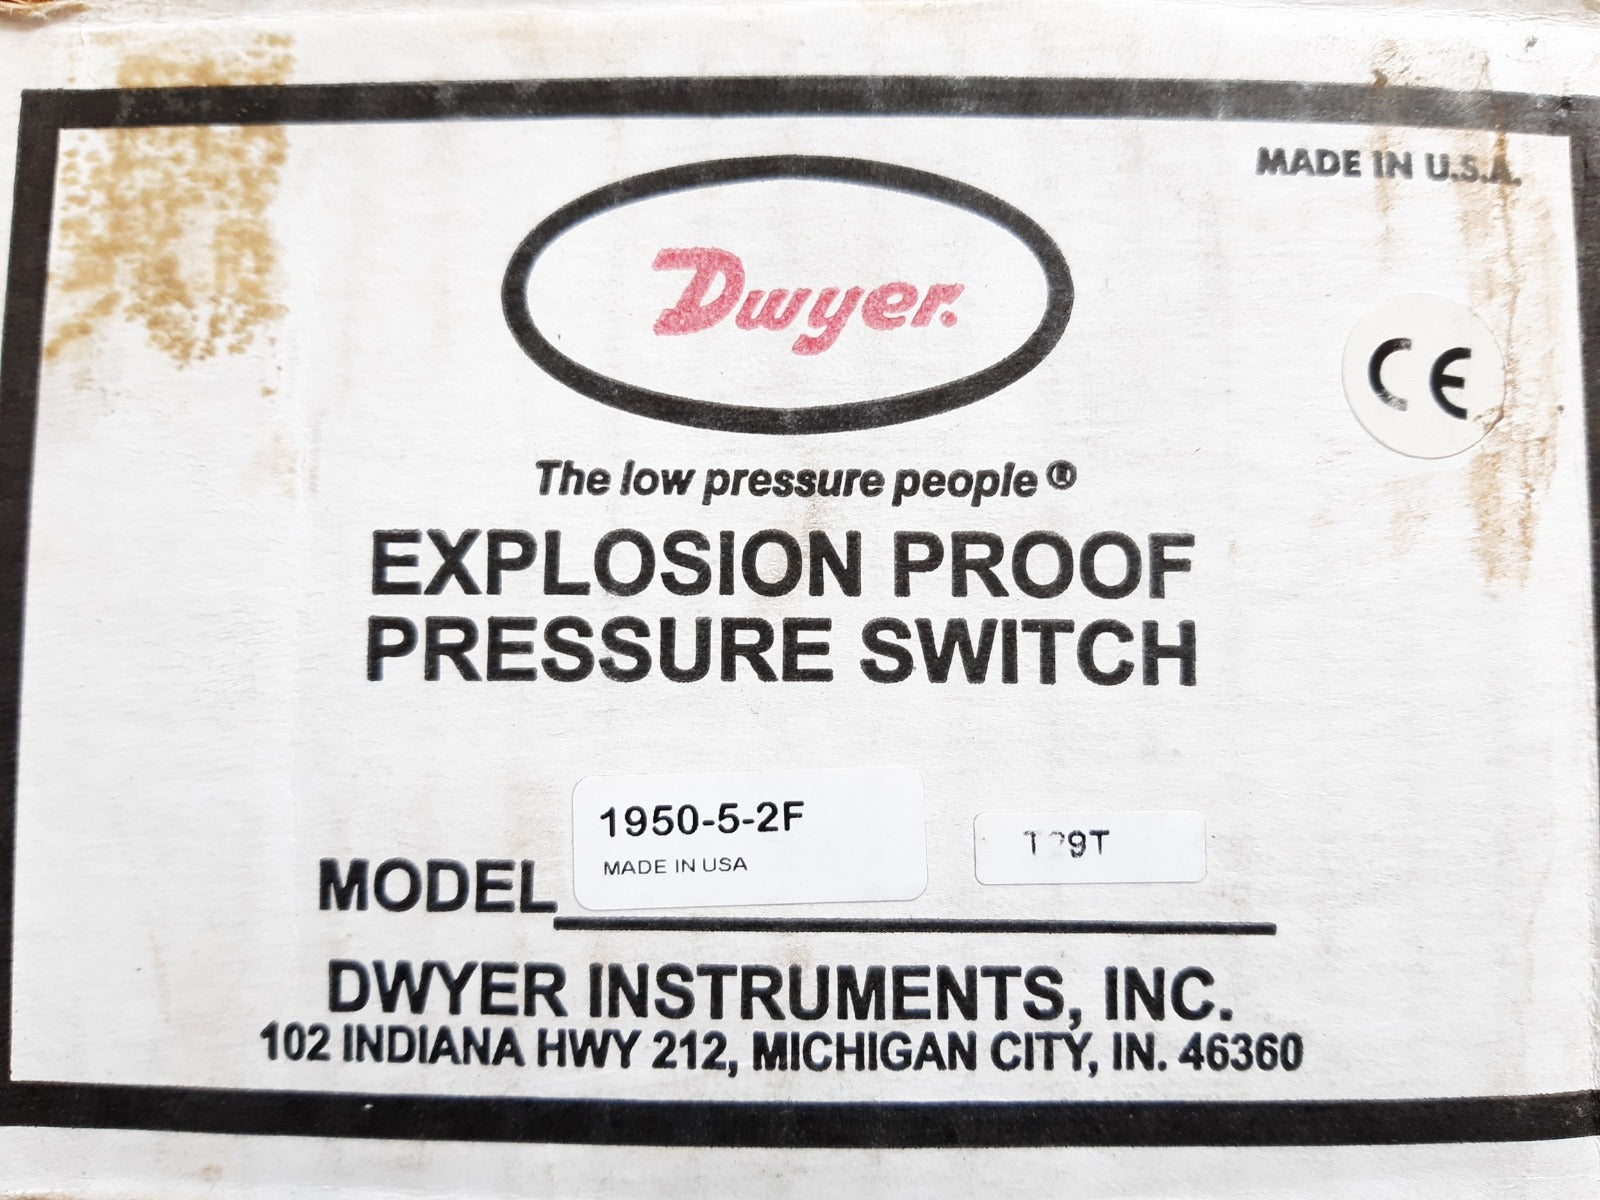 MADE IN U.S.A.
Dwyer.
CE
The low pressure people®
EXPLOSION PROOF
PRESSURE SWITCH
1950-5-2F
MADE IN USA
MODEL
DWYER INSTRUMENTS, INC.
102 INDIANA HWY 212, MICHIGAN CITY, IN. 46360